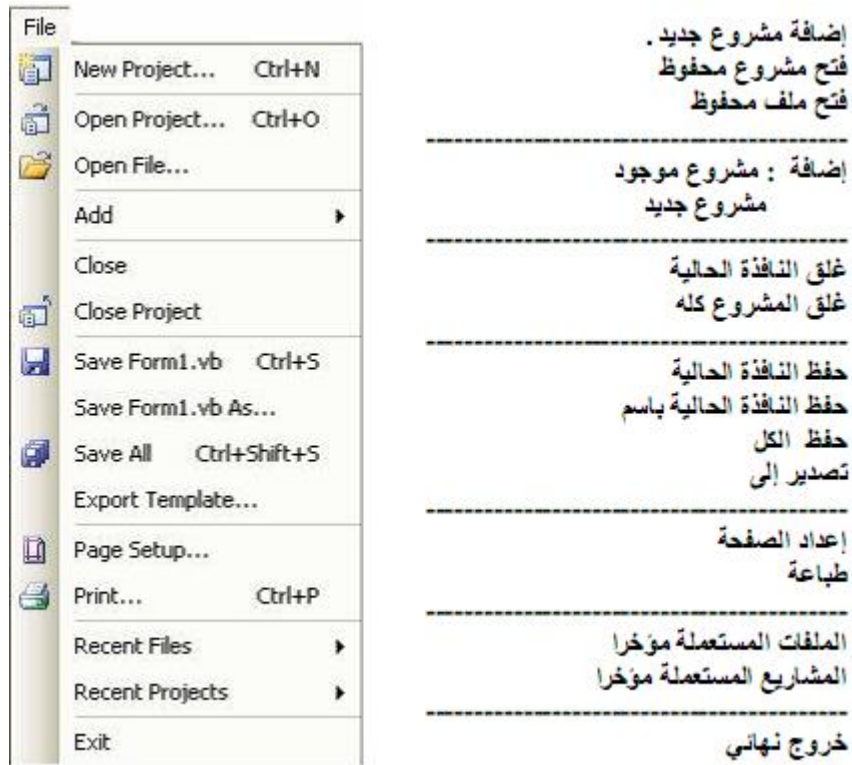 File
New Project... Ctrl+N
Open Project... Ctrl+O
Open File...
Add
Close
Close Project
Save Form1.vb Ctrl+S
Save Form1.vb As...
Save All Ctrl+Shift+S
Export Template...
Page Setup...
Print... Ctrl+P
Recent Files
Recent Projects
Exit
إضافة مشروع جديد .
فتح مشروع محفوظ
فتح ملف محفوظ
إضافة : مشروع موجود
مشروع جديد
غلق النافذة الحالية
غلق المشروع كله
حفظ النافذة الحالية
حفظ النافذة الحالية باسم
حفظ الكل
تصدير إلى
إعداد الصفحة
طباعة
الملفات المستعملة مؤخرا
المشاريع المستعملة مؤخرا
خروج نهائي